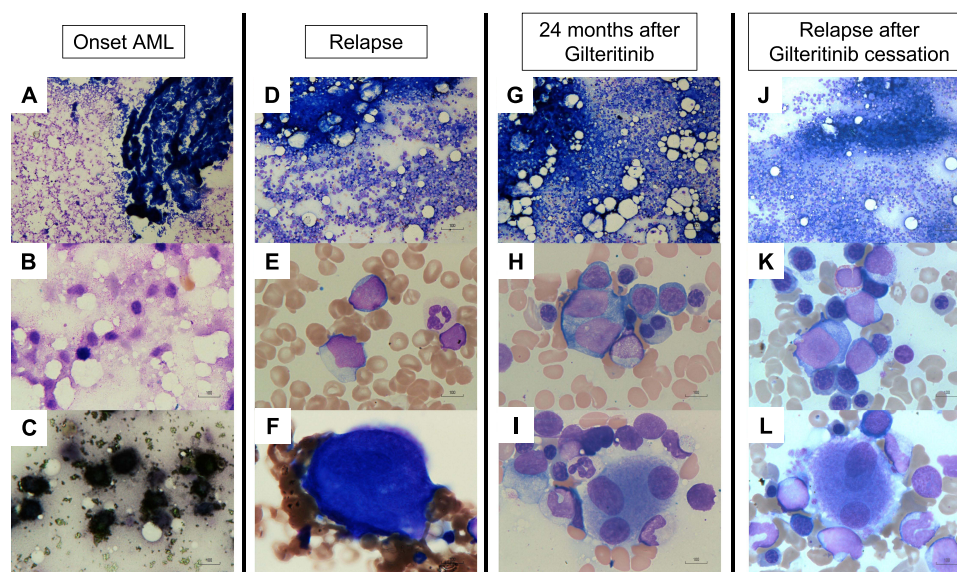 Onset AML
Relapse
24 months after
Gilteritinib
Relapse after
Gilteritinib cessation
A
D
G
J
B
E
H
K
C
F
I
L